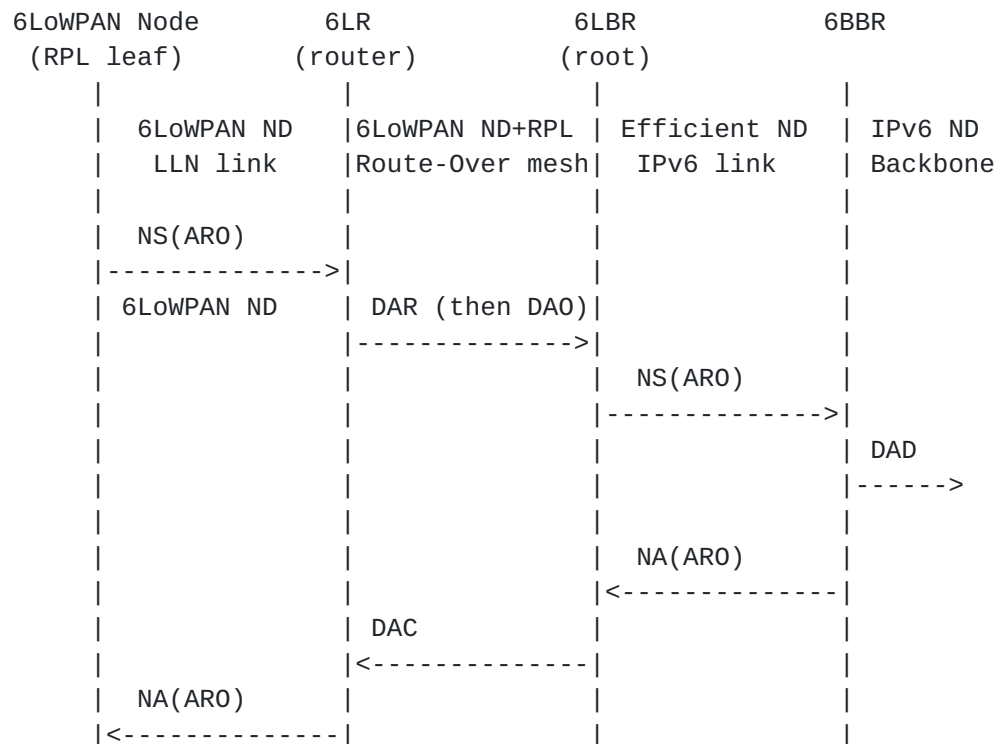 6LoWPAN Node 6LR 6LBR 6BBR
(RPL leaf) (router) (root)
6LoWPAN ND 6LoWPAN ND+RPL Efficient ND IPv6 ND
LLN link Route-Over mesh IPv6 link Backbone
NS(ARO)
6LoWPAN ND DAR (then DAO)
NS(ARO)
DAD
NA(ARO)
DAC
NA(ARO)